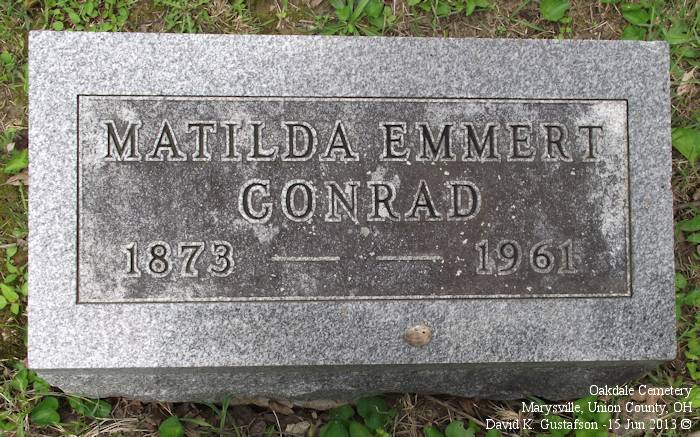 MATILDA EMMERT
CONRAD
1873 — — 1961
Oakdale Cemetery
Marysville, Union County, OH
David K. Gustafson - 15 Jun 2013 ©